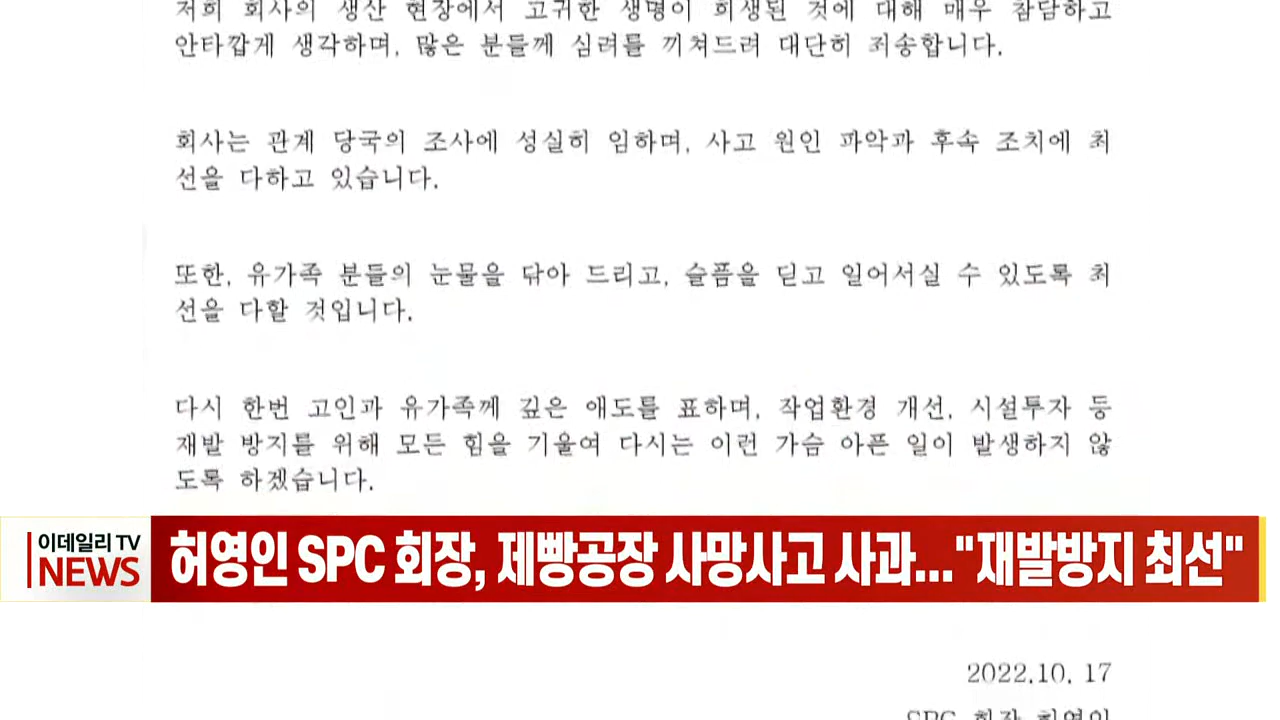 저희 회사의 생산 현장에서 고귀한 생명이 희생된 것에 대해 매우 참담하고
안타깝게 생각하며, 많은 분들께 심려를 끼쳐드려 대단히 죄송합니다.
회사는 관계 당국의 조사에 성실히 임하며, 사고 원인 파악과 후속 조치에 최
선을 다하고 있습니다.
또한, 유가족 분들의 눈물을 닦아 드리고, 슬픔을 딛고 일어서실 수 있도록 최
선을 다할 것입니다.
다시 한번 고인과 유가족께 깊은 애도를 표하며, 작업환경 개선, 시설투자 등
재발 방지를 위해 모든 힘을 기울여 다시는 이런 가슴 아픈 일이 발생하지 않
도록 하겠습니다.
이데일리 TV
NEWS
허영인 SPC 회장, 제빵공장 사망사고 사과..."재발방지 최선"
2022.10. 17
SPC 회장 허영인